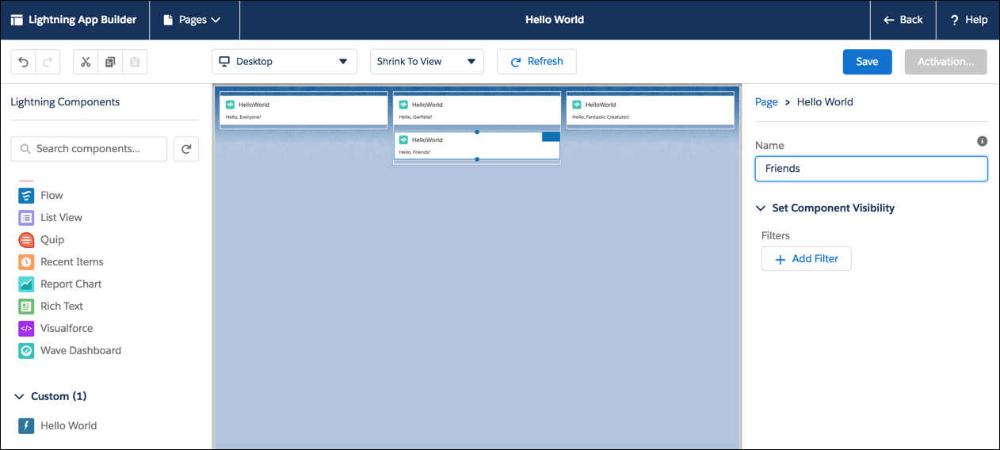 Lightning App Builder
Pages
Hello World
Back
? Help
Desktop
Shrink To View
Refresh
Save
Activation...
Lightning Components
Search components...
Flow
List View
Quip
Recent Items
Report Chart
Rich Text
Visualforce
Wave Dashboard
Custom (1)
Hello World
HelloWorld
Hello, Everyone!
HelloWorld
Hello, Garfield!
HelloWorld
Hello, Friends!
HelloWorld
Hello, Fantastic Creatures!
Page > Hello World
Name
Friends
Set Component Visibility
Filters
+ Add Filter